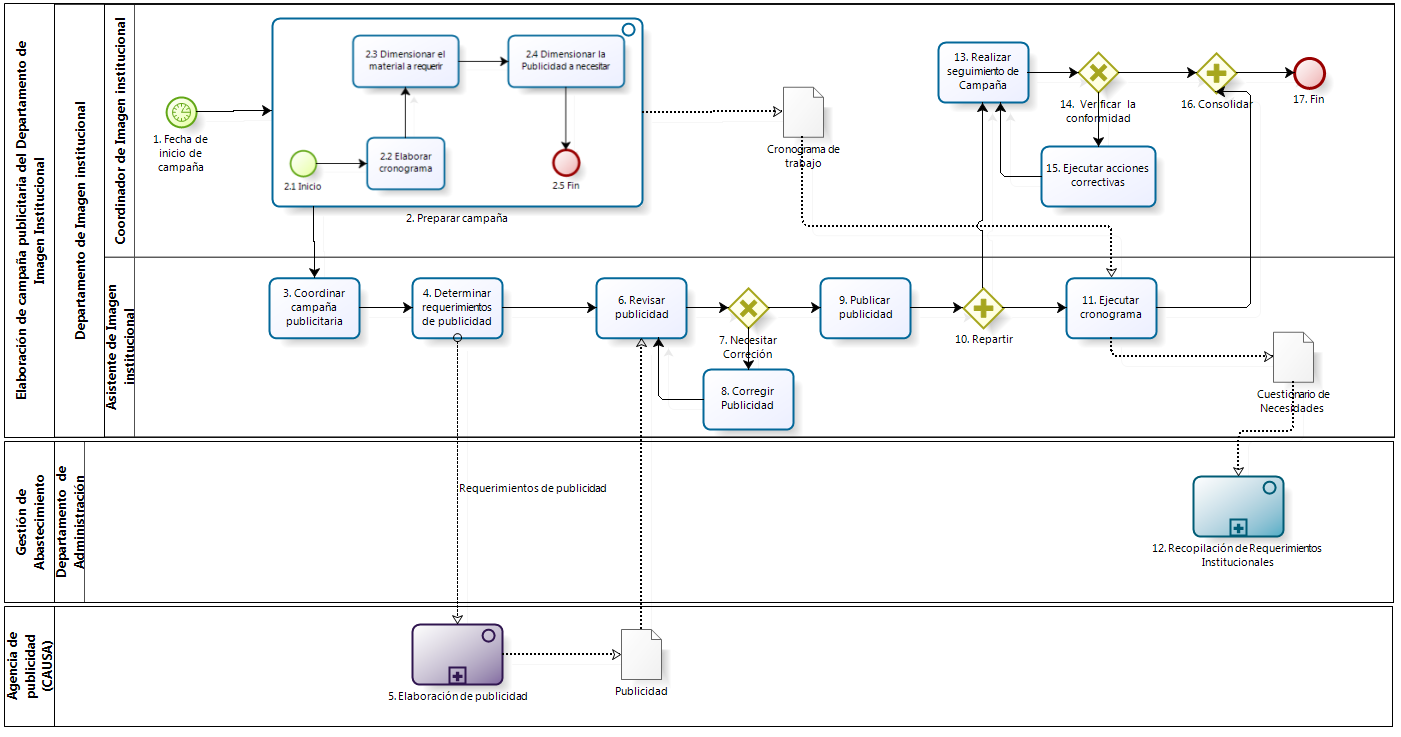 Elaboración de campaña publicitaria del Departamento de
Imagen Institucional
Departamento de Imagen institucional
Coordinador de Imagen institucional
1. Fecha de
inicio de
campaña
2.1 Inicio
2.2 Elaborar
cronograma
2.3 Dimensionar el
material a requerir
2.4 Dimensionar la
Publicidad a necesitar
2.5 Fin
2. Preparar campaña
Cronograma de
trabajo
13. Realizar
seguimiento de
Campaña
14. Verificar la
conformidad
15. Ejecutar acciones
correctivas
16. Consolidar
17. Fin
Asistente de Imagen
institucional
3. Coordinar
campaña
publicitaria
4. Determinar
requerimientos
de publicidad
6. Revisar
publicidad
7. Necesitar
Correción
8. Corregir
Publicidad
9. Publicar
publicidad
10. Repartir
11. Ejecutar
cronograma
Cuestionario de
Necesidades
Gestión de
Abastecimiento
Departamento de
Administración
Requerimientos de publicidad
12. Recopilación de Requerimientos
Institucionales
Agencia de
publicidad
(CAUSA)
5. Elaboración de publicidad
Publicidad